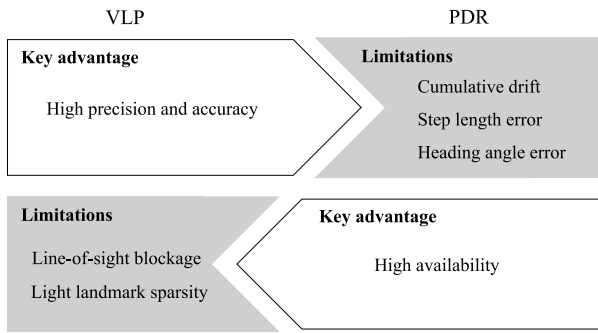 VLP
PDR
Key advantage
High precision and accuracy
Limitations
Cumulative drift
Step length error
Heading angle error
Limitations
Line-of-sight blockage
Light landmark sparsity
Key advantage
High availability